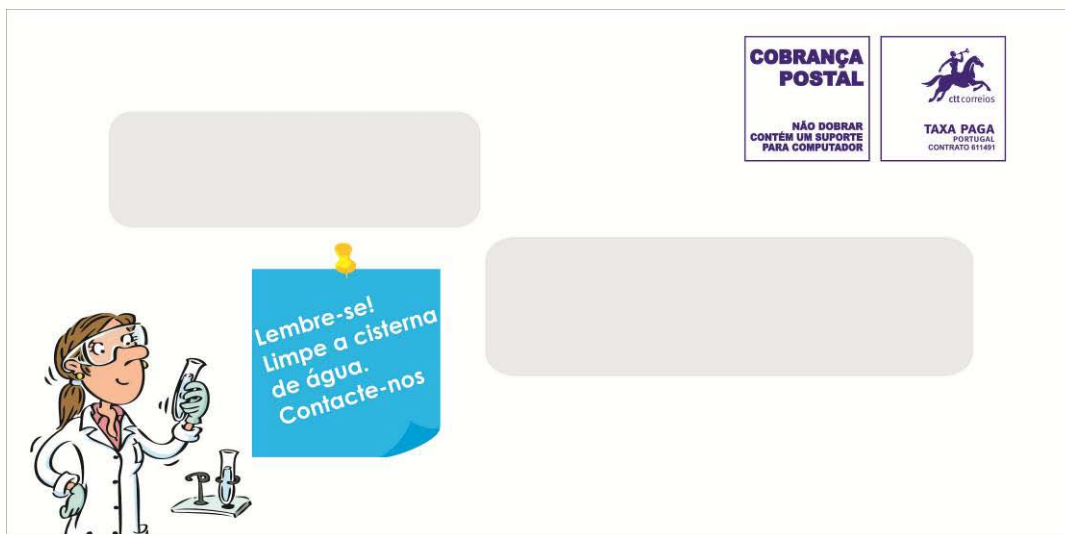 COBRANÇA
POSTAL
NÃO DOBRAR
CONTÉM UM SUPORTE
PARA COMPUTADOR
ctt correios
TAXA PAGA
PORTUGAL
CONTRATO 611491
Lembre-se!
Limpe a cisterna
de água.
Contacte-nos